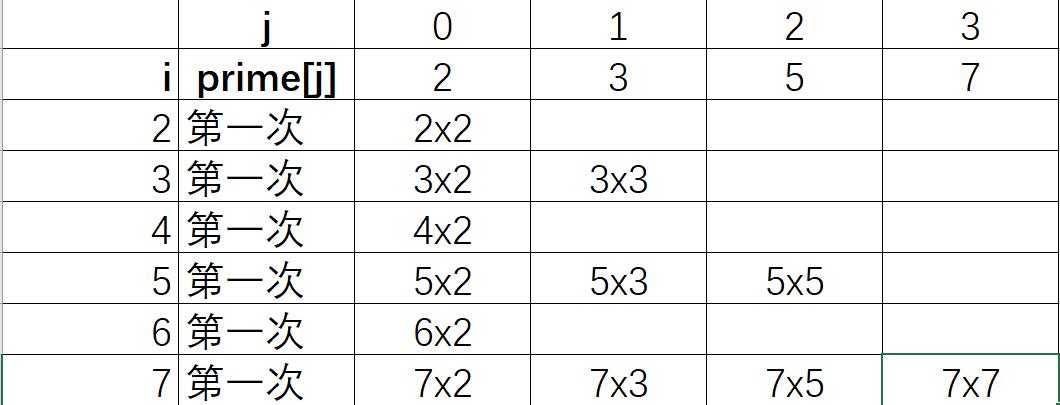 j 0 1 2 3
i prime[j] 2 3 5 7
2 第一次 2x2
3 第一次 3x2 3x3
4 第一次 4x2
5 第一次 5x2 5x3 5x5
6 第一次 6x2
7 第一次 7x2 7x3 7x5 7x7